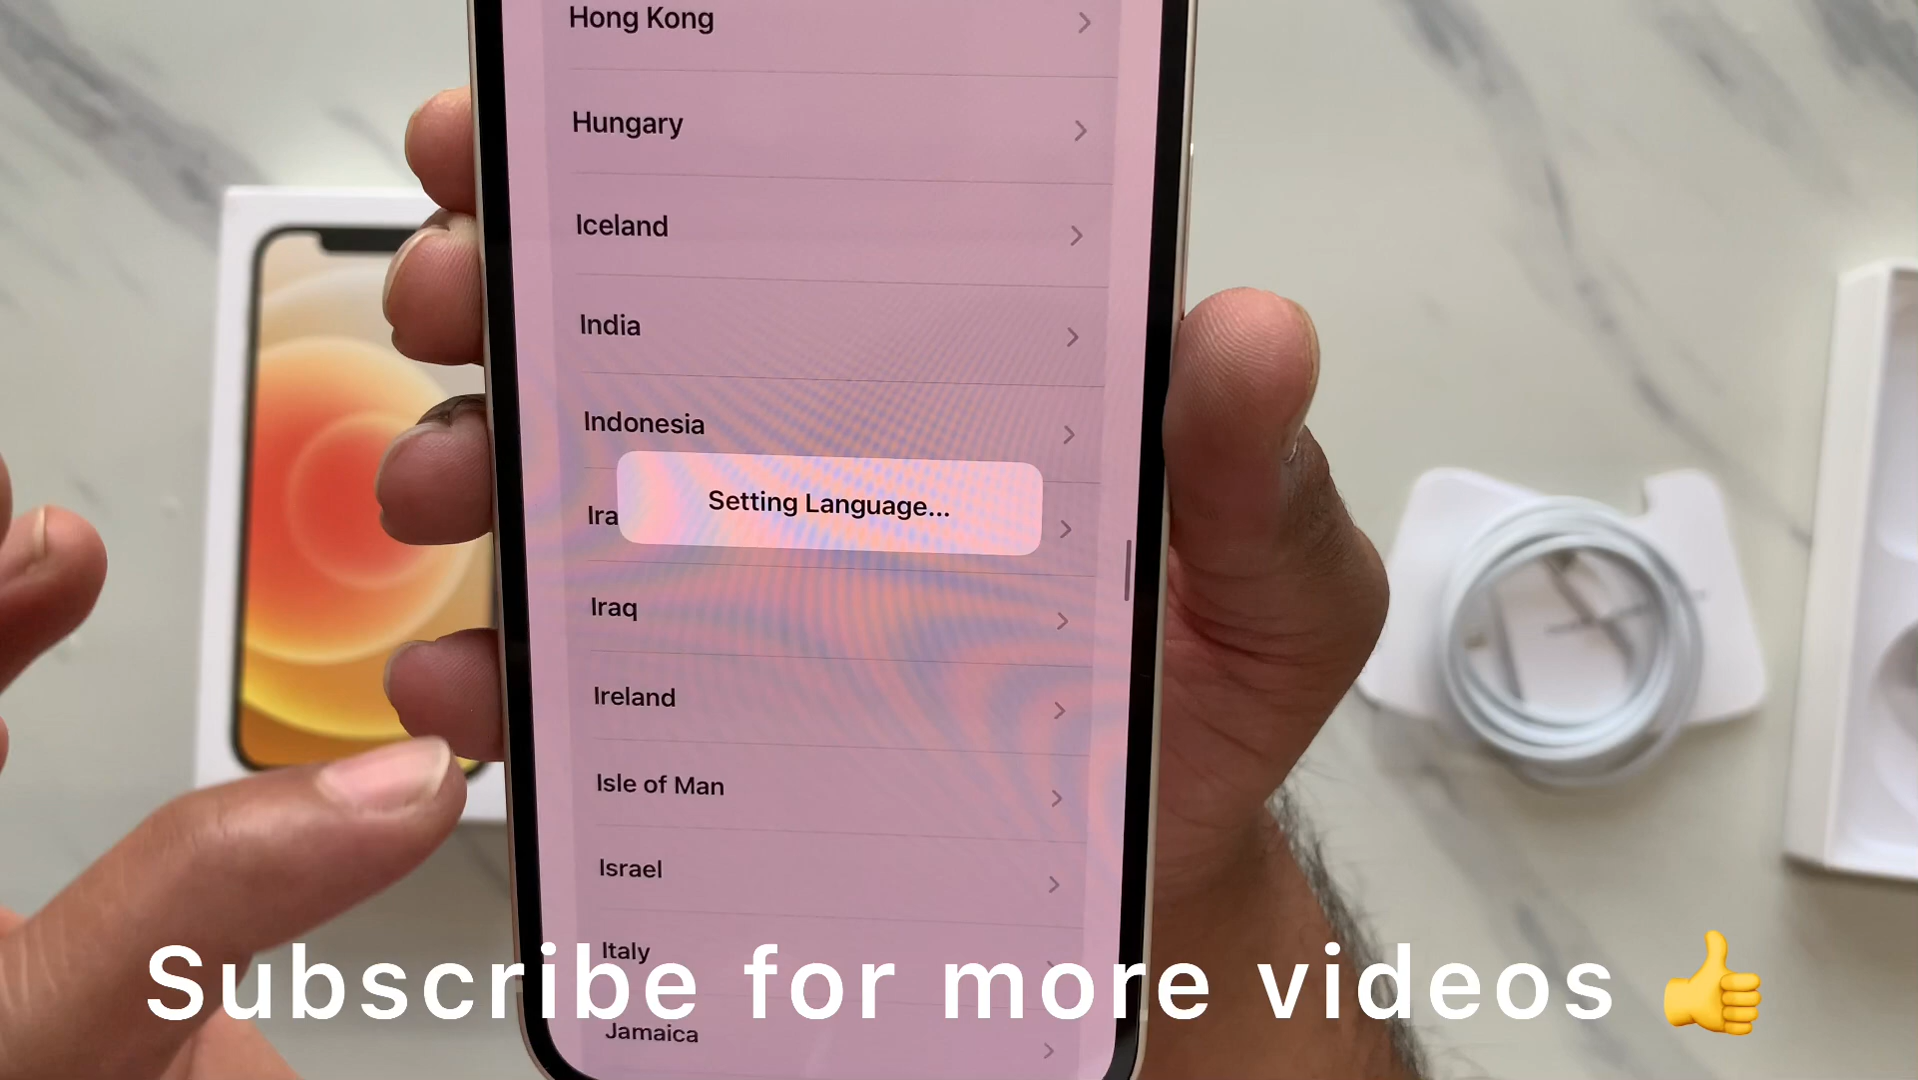 Hong Kong
Hungary
Iceland
India
Indonesia
Setting Language...
Ira
Iraq
Ireland
Isle of Man
Israel
Italy
Subscribe for more videos 👍
Jamaica